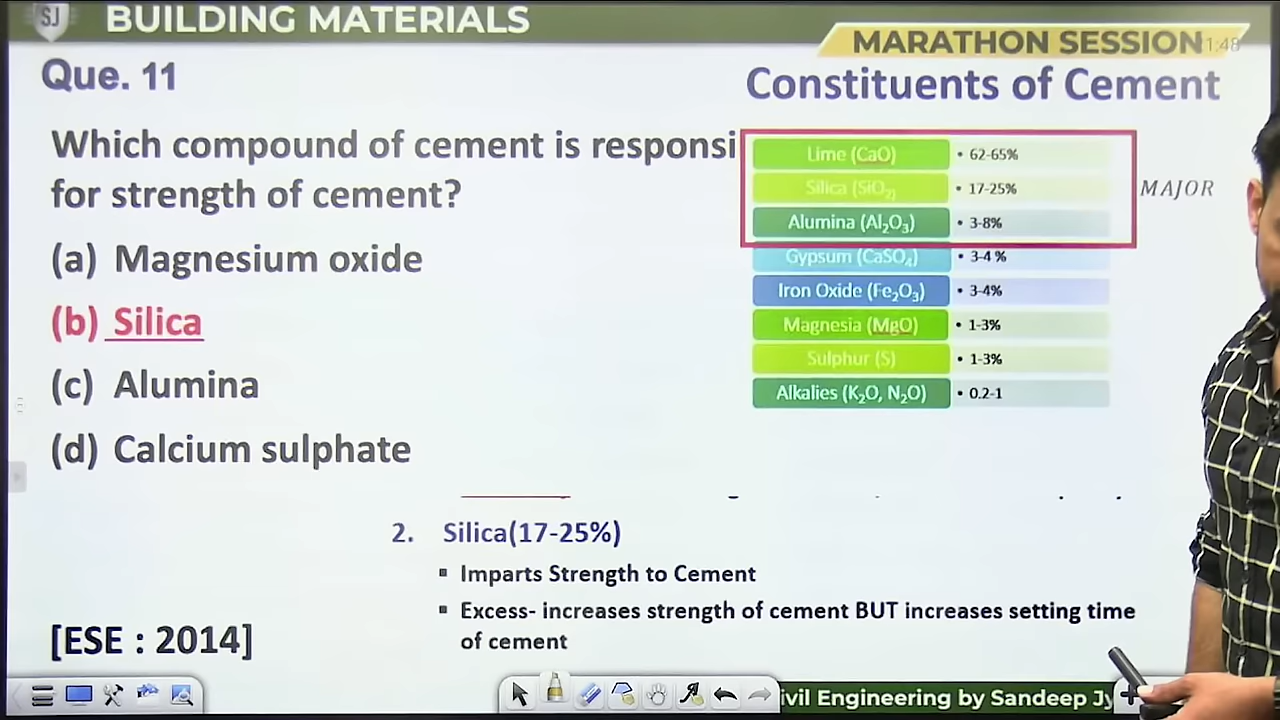 SJ
BUILDING MATERIALS
MARATHON SESSION
1:48
Que. 11
Constituents of Cement
Which compound of cement is responsi
for strength of cement?
(a) Magnesium oxide
(b) Silica
(c) Alumina
(d) Calcium sulphate
Lime (CaO) • 62-65%
Silica (SiO₂) • 17-25%
Alumina (Al₂O₃) • 3-8%
Gypsum (CaSO₄) • 3-4 %
Iron Oxide (Fe₂O₃) • 3-4%
Magnesia (MgO) • 1-3%
Sulphur (S) • 1-3%
Alkalies (K₂O, N₂O) • 0.2-1
MAJOR
2. Silica(17-25%)
▪ Imparts Strength to Cement
▪ Excess- increases strength of cement BUT increases setting time
of cement
[ESE : 2014]
ivil Engineering by Sandeep Jy